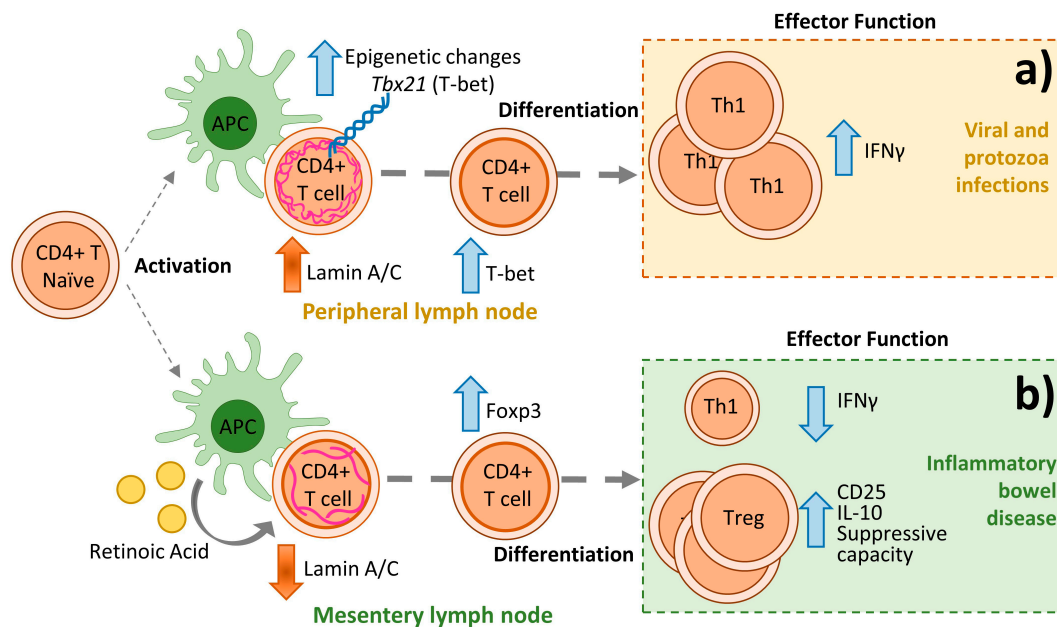 Effector Function
a)
Epigenetic changes
Tbx21 (T-bet)
APC
CD4+
T cell
Differentiation
CD4+
T cell
Th1
Th1
Th1
IFNγ
Viral and
protozoa
infections
CD4+ T
Naïve
Activation
Lamin A/C
T-bet
Peripheral lymph node
Effector Function
b)
APC
Foxp3
CD4+
T cell
CD4+
T cell
Th1
IFNγ
Treg
CD25
IL-10
Suppressive
capacity
Inflammatory
bowel
disease
Retinoic Acid
Lamin A/C
Differentiation
Mesentery lymph node